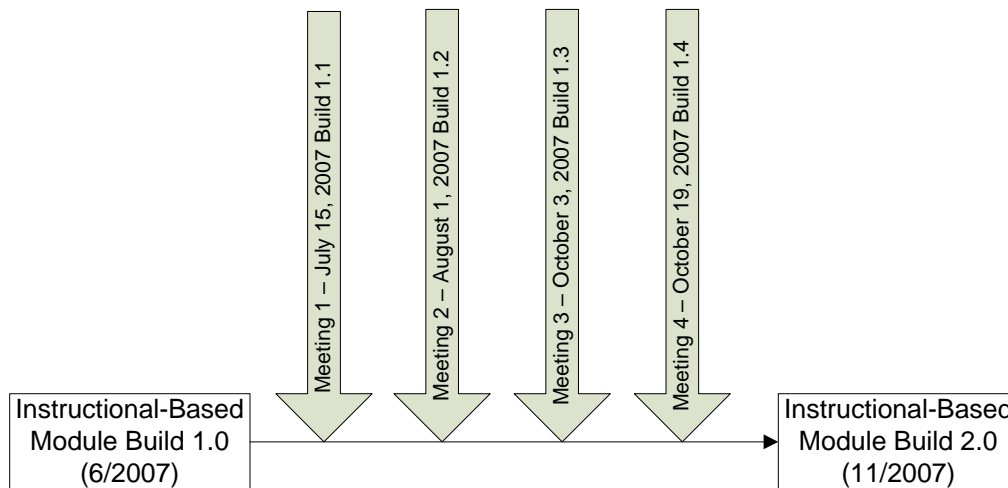 Meeting 1 – July 15, 2007 Build 1.1
Meeting 2 – August 1, 2007 Build 1.2
Meeting 3 – October 3, 2007 Build 1.3
Meeting 4 – October 19, 2007 Build 1.4
Instructional-Based
Module Build 1.0
(6/2007)
Instructional-Based
Module Build 2.0
(11/2007)